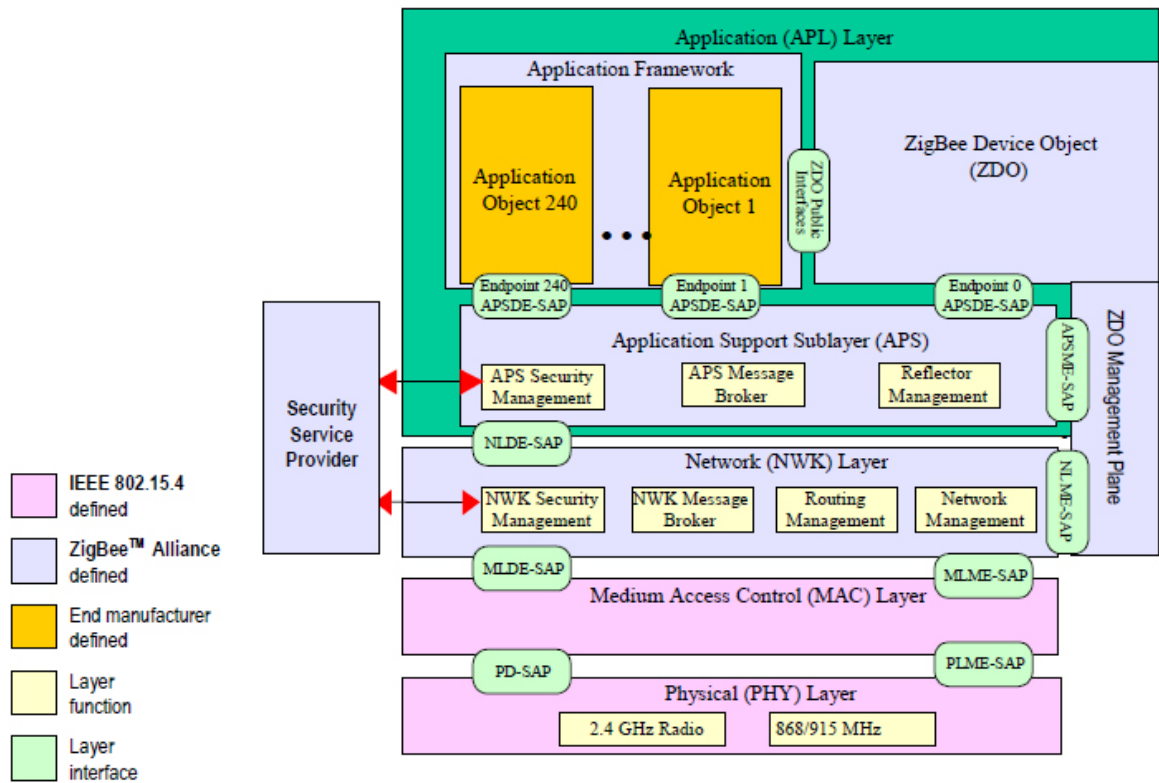 Application (APL) Layer
Application Framework
Application
Object 240
Application
Object 1
• • •
ZDO Public
Interfaces
ZigBee Device Object
(ZDO)
Endpoint 240
APSDE-SAP
Endpoint 1
APSDE-SAP
Endpoint 0
APSDE-SAP
Application Support Sublayer (APS)
APS Security
Management
APS Message
Broker
Reflector
Management
APSME-SAP
ZDO Management Plane
Security
Service
Provider
NLDE-SAP
Network (NWK) Layer
NWK Security
Management
NWK Message
Broker
Routing
Management
Network
Management
NLME-SAP
MLDE-SAP
MLME-SAP
Medium Access Control (MAC) Layer
PD-SAP
PLME-SAP
Physical (PHY) Layer
2.4 GHz Radio
868/915 MHz
IEEE 802.15.4
defined
ZigBee™ Alliance
defined
End manufacturer
defined
Layer
function
Layer
interface